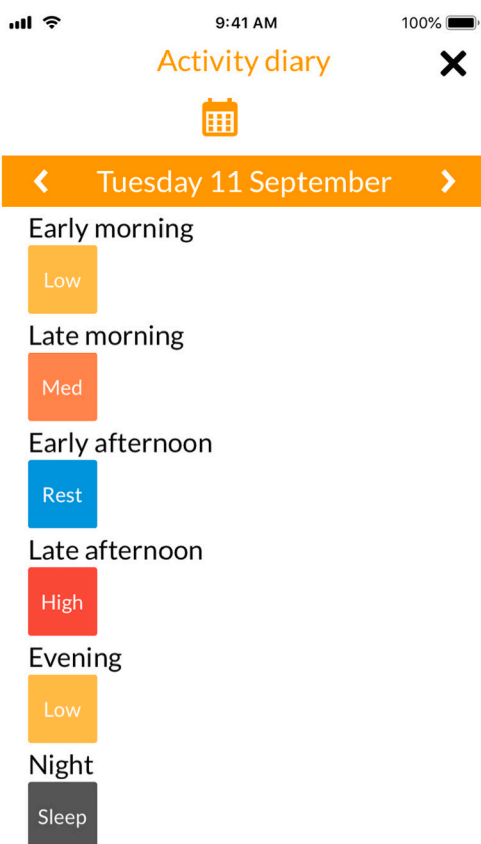 9:41 AM 100%
Activity diary
Tuesday 11 September
Early morning
Low
Late morning
Med
Early afternoon
Rest
Late afternoon
High
Evening
Low
Night
Sleep